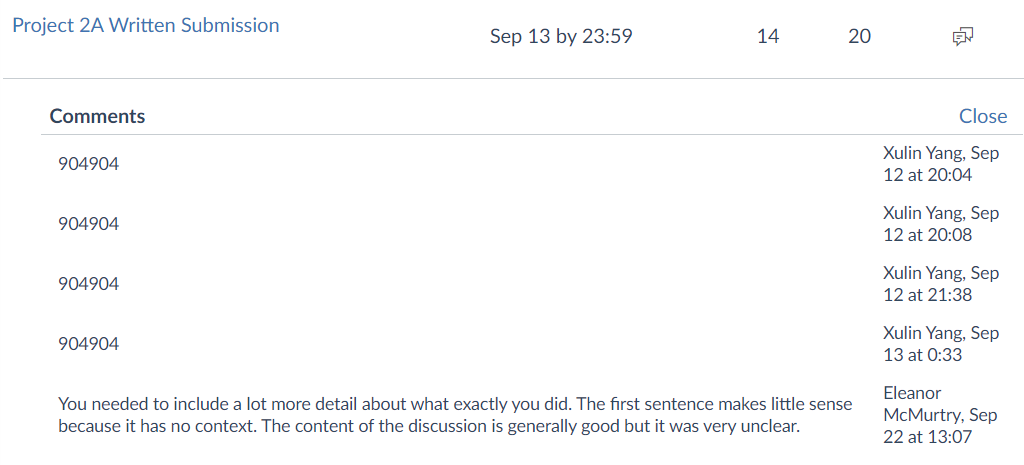 Project 2A Written Submission
Sep 13 by 23:59 14 20
Comments Close
904904 Xulin Yang, Sep
12 at 20:04
904904 Xulin Yang, Sep
12 at 20:08
904904 Xulin Yang, Sep
12 at 21:38
904904 Xulin Yang, Sep
13 at 0:33
You needed to include a lot more detail about what exactly you did. The first sentence makes little sense
because it has no context. The content of the discussion is generally good but it was very unclear.
Eleanor
McMurtry, Sep
22 at 13:07